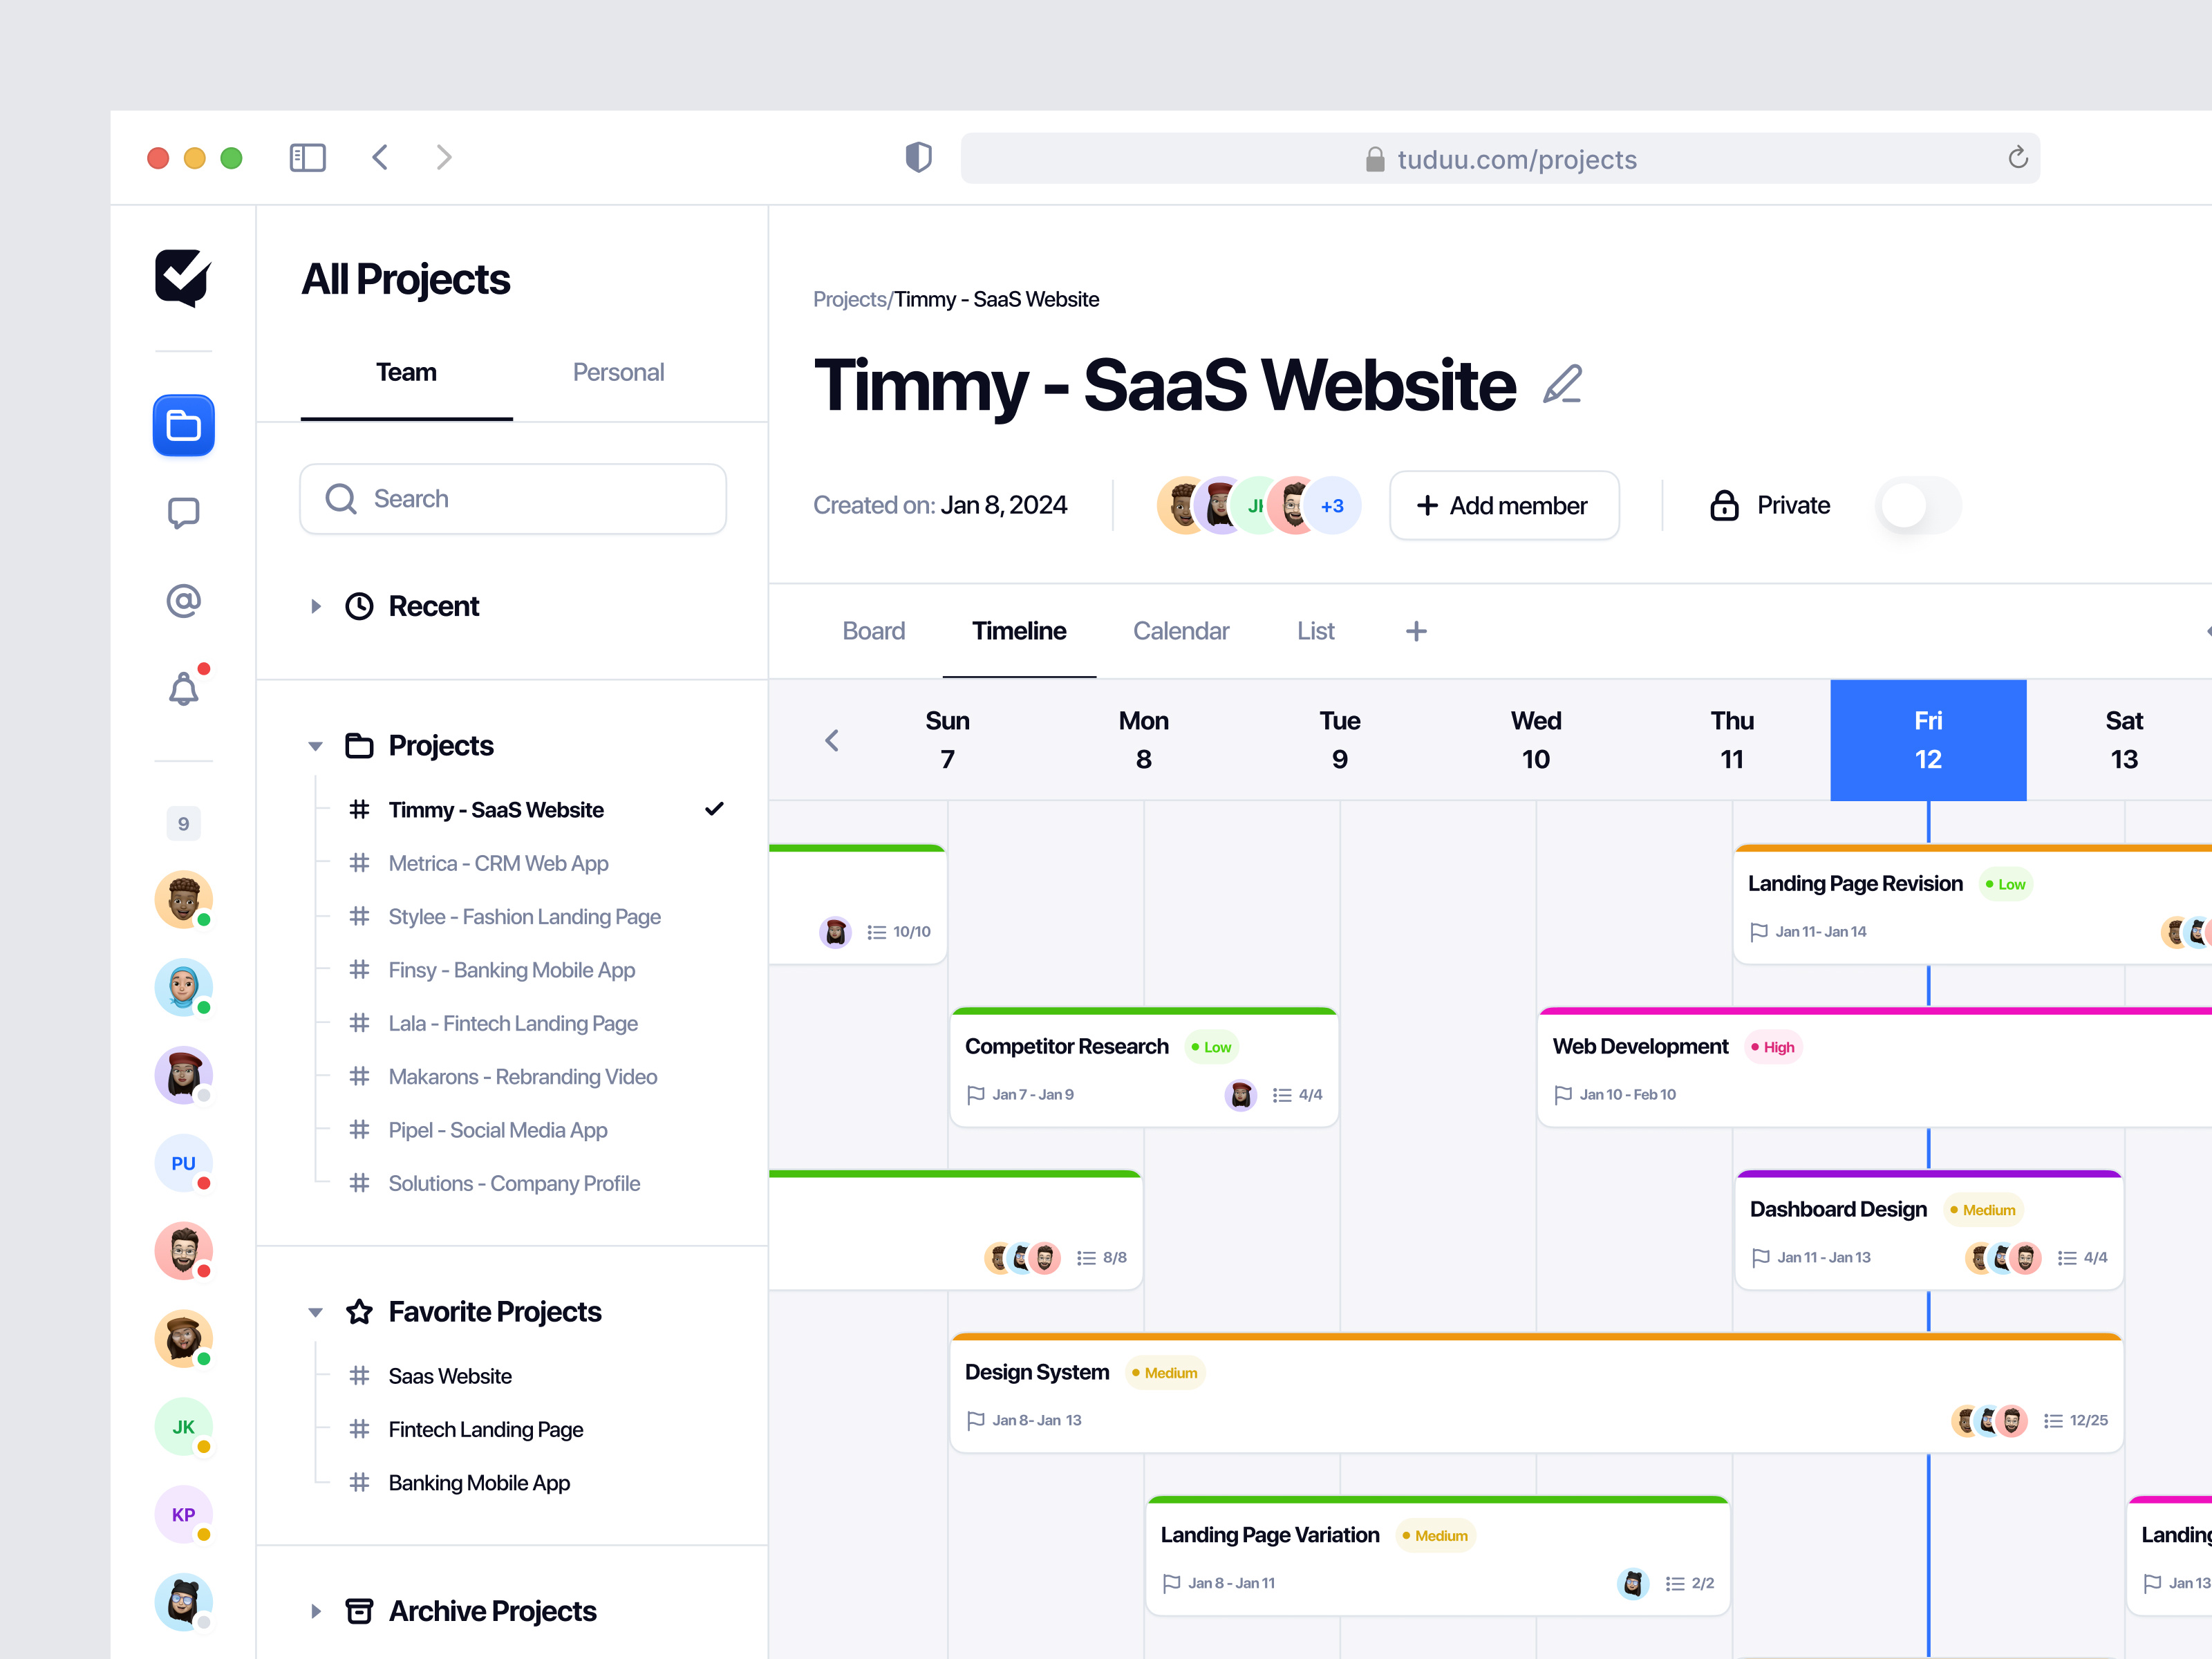 tuduu.com/projects
All Projects
Team
Personal
Search
Recent
Projects
Timmy - SaaS Website
Metrica - CRM Web App
Stylee - Fashion Landing Page
Finsy - Banking Mobile App
Lala - Fintech Landing Page
Makarons - Rebranding Video
Pipel - Social Media App
Solutions - Company Profile
Favorite Projects
Saas Website
Fintech Landing Page
Banking Mobile App
Archive Projects
9
PU
JK
KP
Projects/Timmy - SaaS Website
Timmy - SaaS Website
Created on: Jan 8, 2024
+3
+ Add member
Private
Board
Timeline
Calendar
List
+
Sun
7
Mon
8
Tue
9
Wed
10
Thu
11
Fri
12
Sat
13
10/10
Landing Page Revision
Low
Jan 11- Jan 14
Competitor Research
Low
Jan 7 - Jan 9
4/4
Web Development
High
Jan 10 - Feb 10
8/8
Dashboard Design
Medium
Jan 11 - Jan 13
4/4
Design System
Medium
Jan 8- Jan 13
12/25
Landing Page Variation
Medium
Jan 8 - Jan 11
2/2
Jan 13